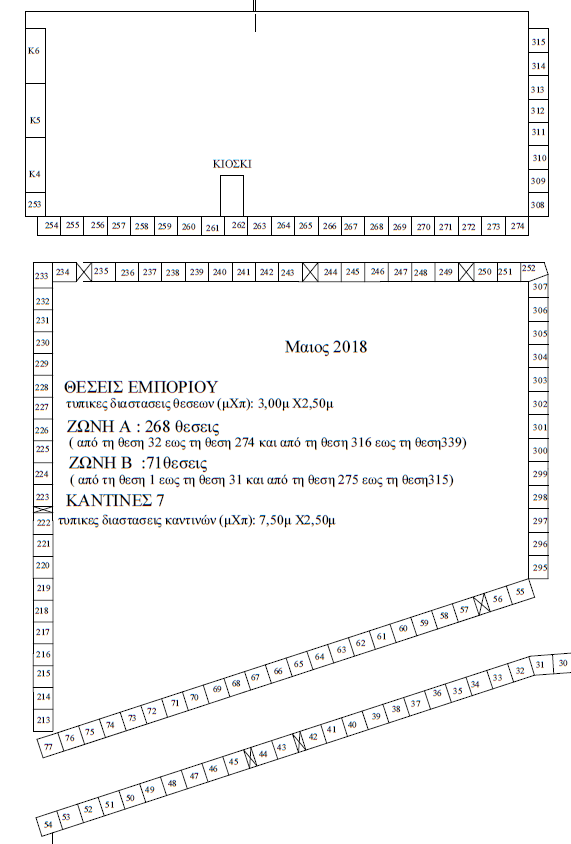 K6
K5
K4
253
315
314
313
312
311
310
309
308
ΚΙΟΣΚΙ
254 255 256 257 258 259 260 261 262 263 264 265 266 267 268 269 270 271 272 273 274
233 234 235 236 237 238 239 240 241 242 243 244 245 246 247 248 249 250 251 252
232
231
230
229
228
227
226
225
224
223
222
221
220
219
218
217
216
215
214
213
307
306
305
304
303
302
301
300
299
298
297
296
295
Μαιος 2018
ΘΕΣΕΙΣ ΕΜΠΟΡΙΟΥ
τυπικες διαστασεις θεσεων (μΧπ): 3,00μ Χ2,50μ
ΖΩΝΗ Α : 268 θεσεις
( από τη θεση 32 εως τη θεση 274 και από τη θεση 316 εως τη θεση339)
ΖΩΝΗ Β :71θεσεις
( από τη θεση 1 εως τη θεση 31 και από τη θεση 275 εως τη θεση315)
ΚΑΝΤΙΝΕΣ 7
τυπικες διαστασεις καντινών (μΧπ): 7,50μ Χ2,50μ
77 76 75 74 73 72 71 70 69 68 67 66 65 64 63 62 61 60 59 58 57 56 55
54 53 52 51 50 49 48 47 46 45 44 43 42 41 40 39 38 37 36 35 34 33 32 31 30